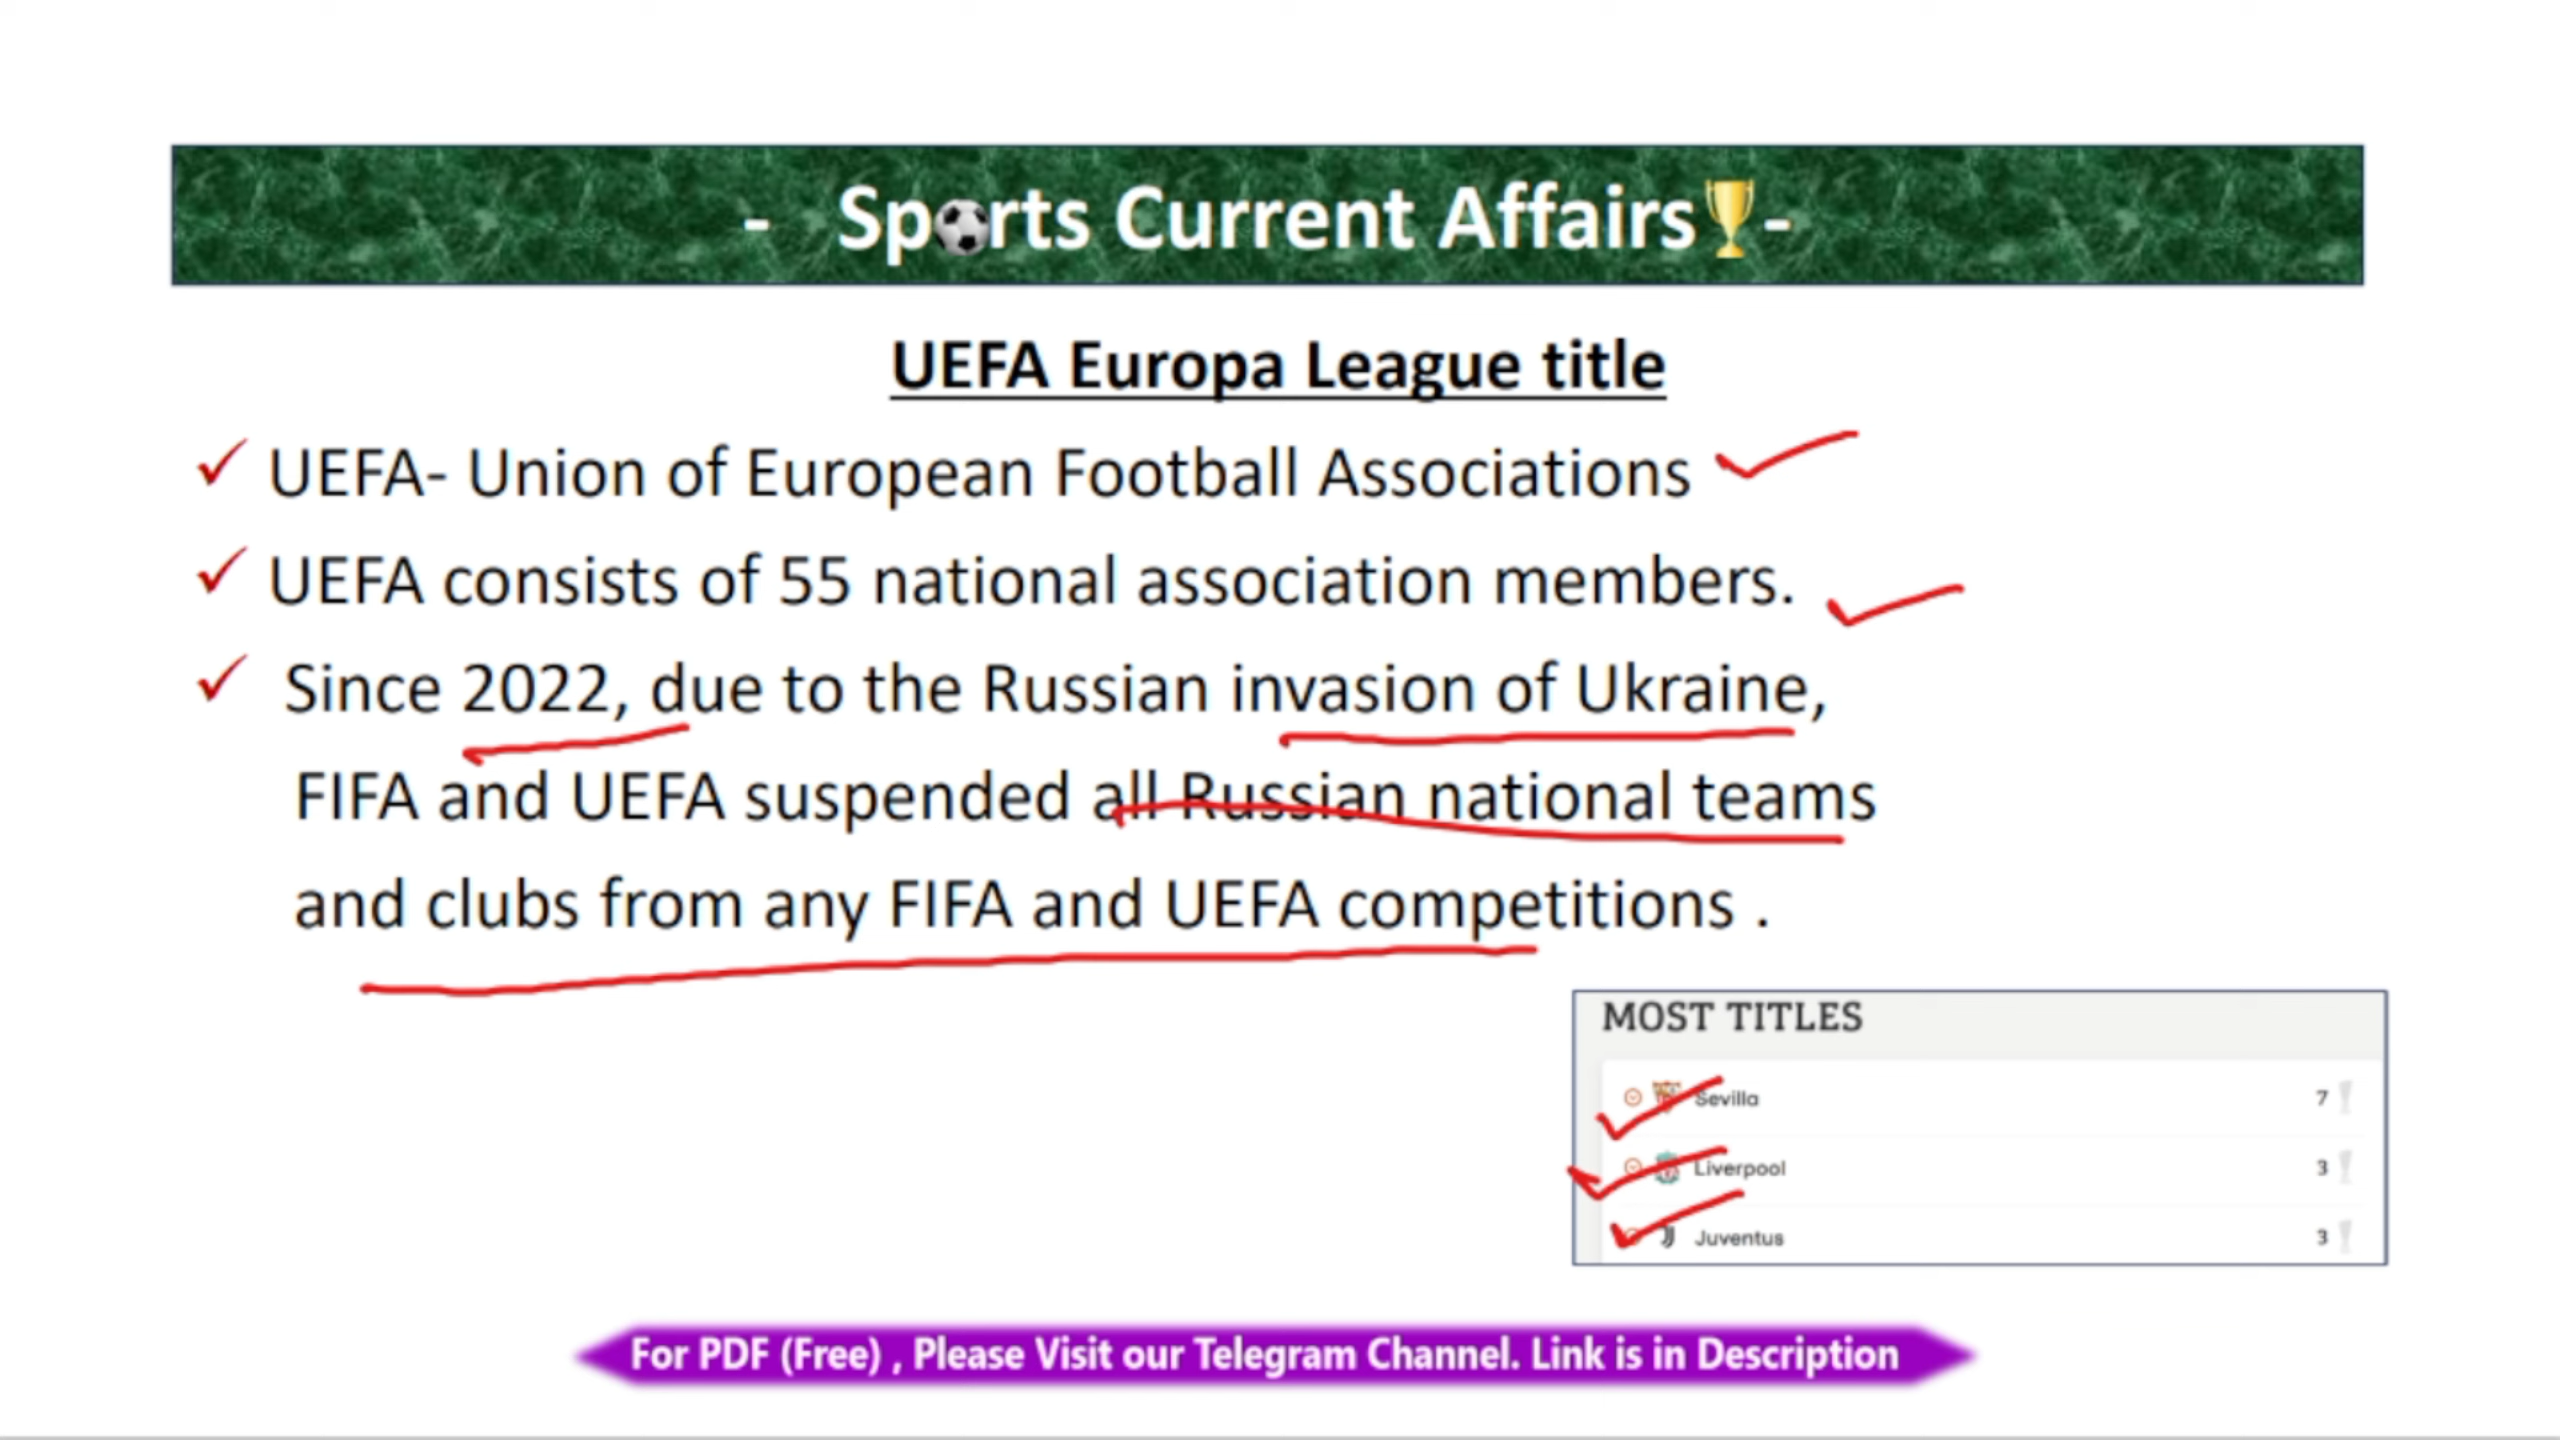 - Sports Current Affairs -
UEFA Europa League title
UEFA- Union of European Football Associations
UEFA consists of 55 national association members.
Since 2022, due to the Russian invasion of Ukraine,
FIFA and UEFA suspended all Russian national teams
and clubs from any FIFA and UEFA competitions .
MOST TITLES
Sevilla 7
Liverpool 3
Juventus 3
For PDF (Free) , Please Visit our Telegram Channel. Link is in Description